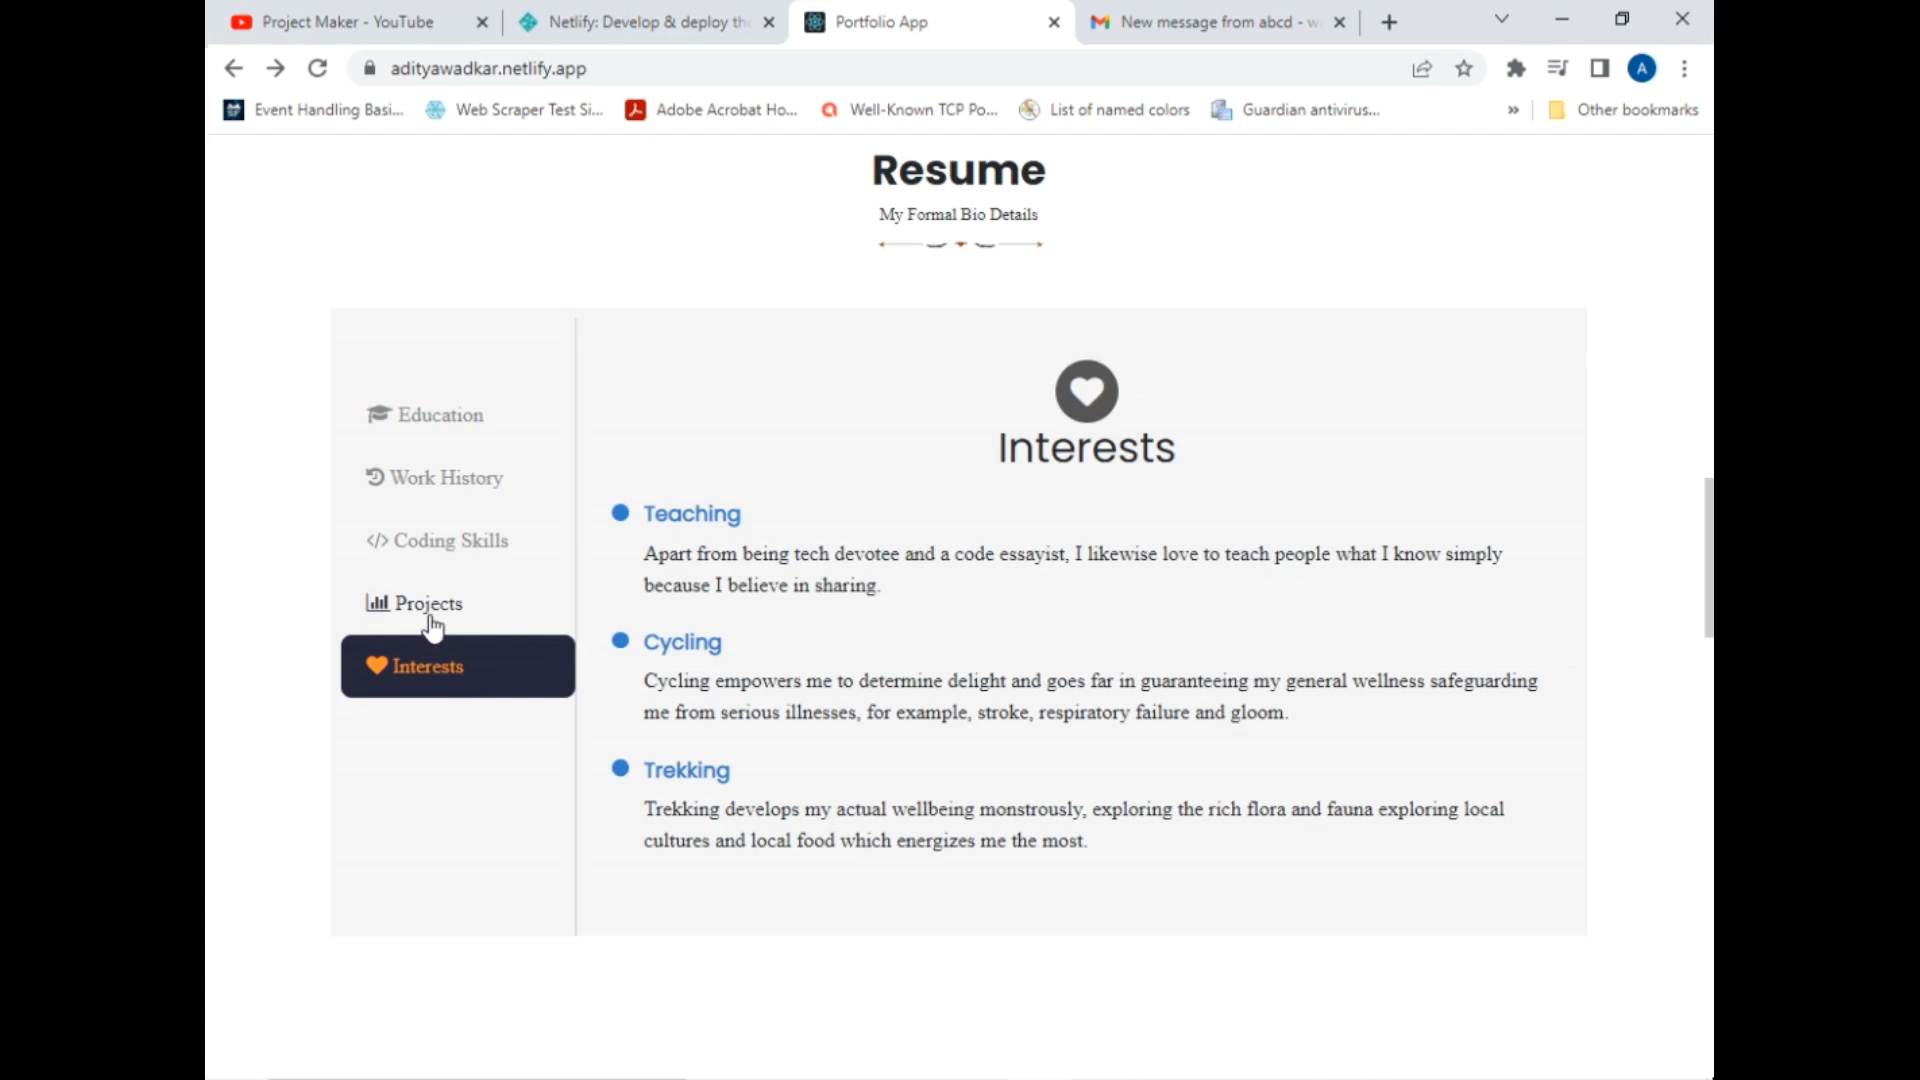 Project Maker - YouTube
Netlify: Develop & deploy the
Portfolio App
New message from abcd - w
adityawadkar.netlify.app
A
Event Handling Basi...
Web Scraper Test Si...
Adobe Acrobat Ho...
Well-Known TCP Po...
List of named colors
Guardian antivirus...
»
Other bookmarks
Resume
My Formal Bio Details
Education
Work History
</> Coding Skills
Projects
Interests
Interests
Teaching
Apart from being tech devotee and a code essayist, I likewise love to teach people what I know simply
because I believe in sharing.
Cycling
Cycling empowers me to determine delight and goes far in guaranteeing my general wellness safeguarding
me from serious illnesses, for example, stroke, respiratory failure and gloom.
Trekking
Trekking develops my actual wellbeing monstrously, exploring the rich flora and fauna exploring local
cultures and local food which energizes me the most.